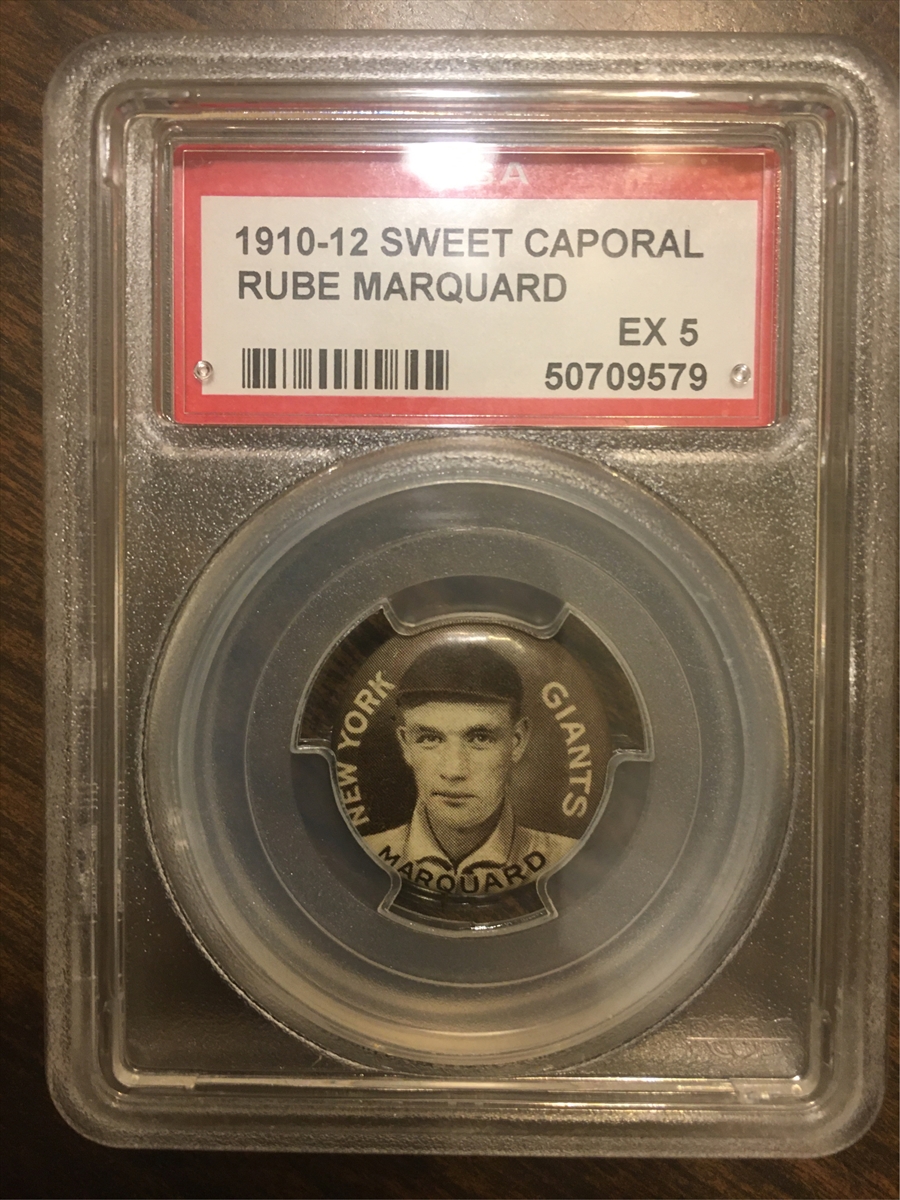 1910-12 SWEET CAPORAL
RUBE MARQUARD
EX 5
50709579
NEW YORK
GIANTS
MARQUARD